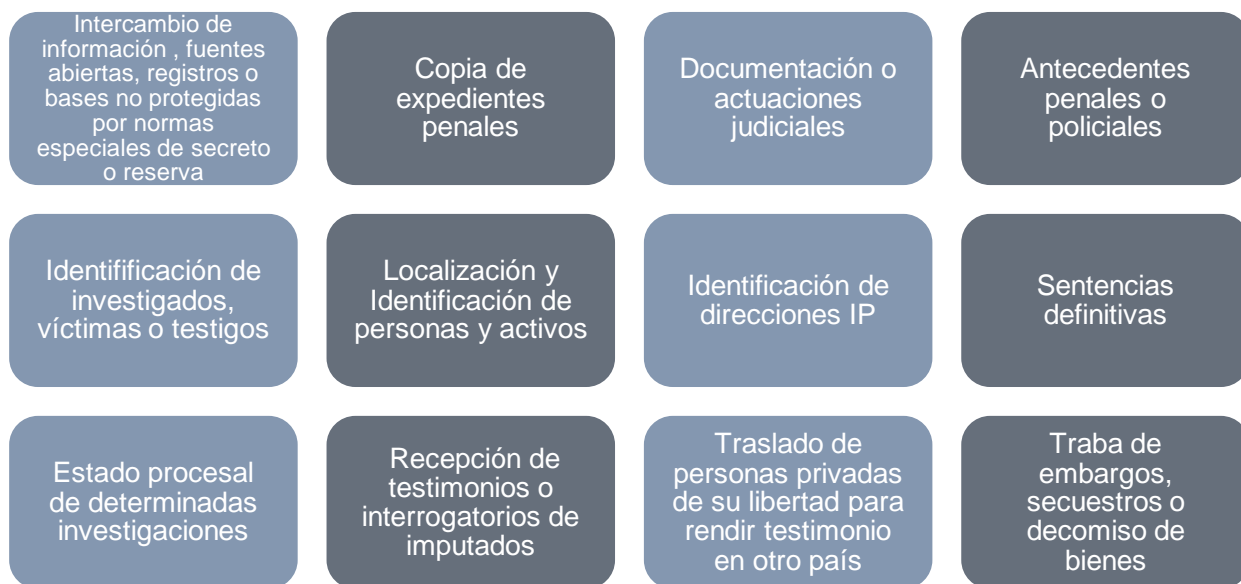 Intercambio de
información , fuentes
abiertas, registros o
bases no protegidas
por normas
especiales de secreto
o reserva
Copia de
expedientes
penales
Documentación o
actuaciones
judiciales
Antecedentes
penales o
policiales
Identifificación de
investigados,
víctimas o testigos
Localización y
Identificación de
personas y activos
Identificación de
direcciones IP
Sentencias
definitivas
Estado procesal
de determinadas
investigaciones
Recepción de
testimonios o
interrogatorios de
imputados
Traslado de
personas privadas
de su libertad para
rendir testimonio
en otro país
Traba de
embargos,
secuestros o
decomiso de
bienes